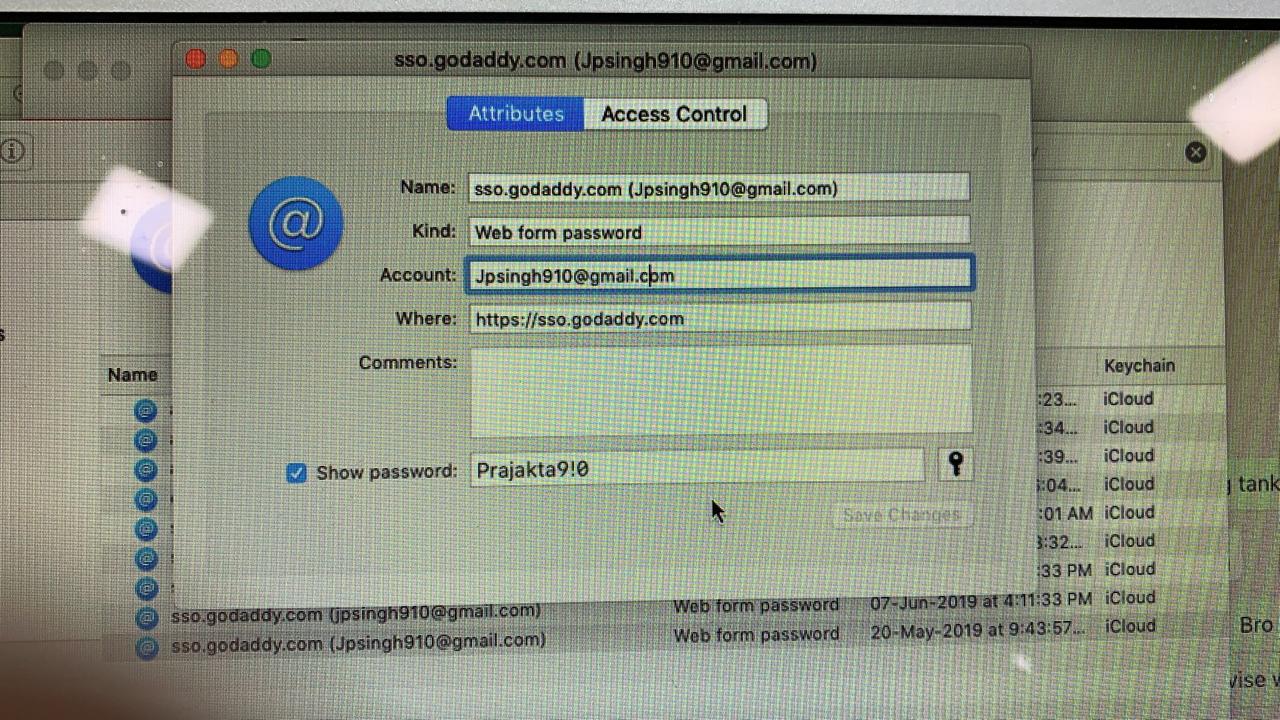 sso.godaddy.com (Jpsingh910@gmail.com)
Attributes Access Control
Name: sso.godaddy.com (Jpsingh910@gmail.com)
Kind: Web form password
Account: Jpsingh910@gmail.com
Where: https://sso.godaddy.com
Comments:
Name Keychain
:23... iCloud
:34... iCloud
:39... iCloud
Show password: Prajakta9!0
:04... iCloud
tank
Save Changes
:01 AM iCloud
:32... iCloud
:33 PM iCloud
sso.godaddy.com (jpsingh910@gmail.com) Web form password 07-Jun-2019 at 4:11:33 PM iCloud
sso.godaddy.com (Jpsingh910@gmail.com) Web form password 20-May-2019 at 9:43:57... iCloud
Bro